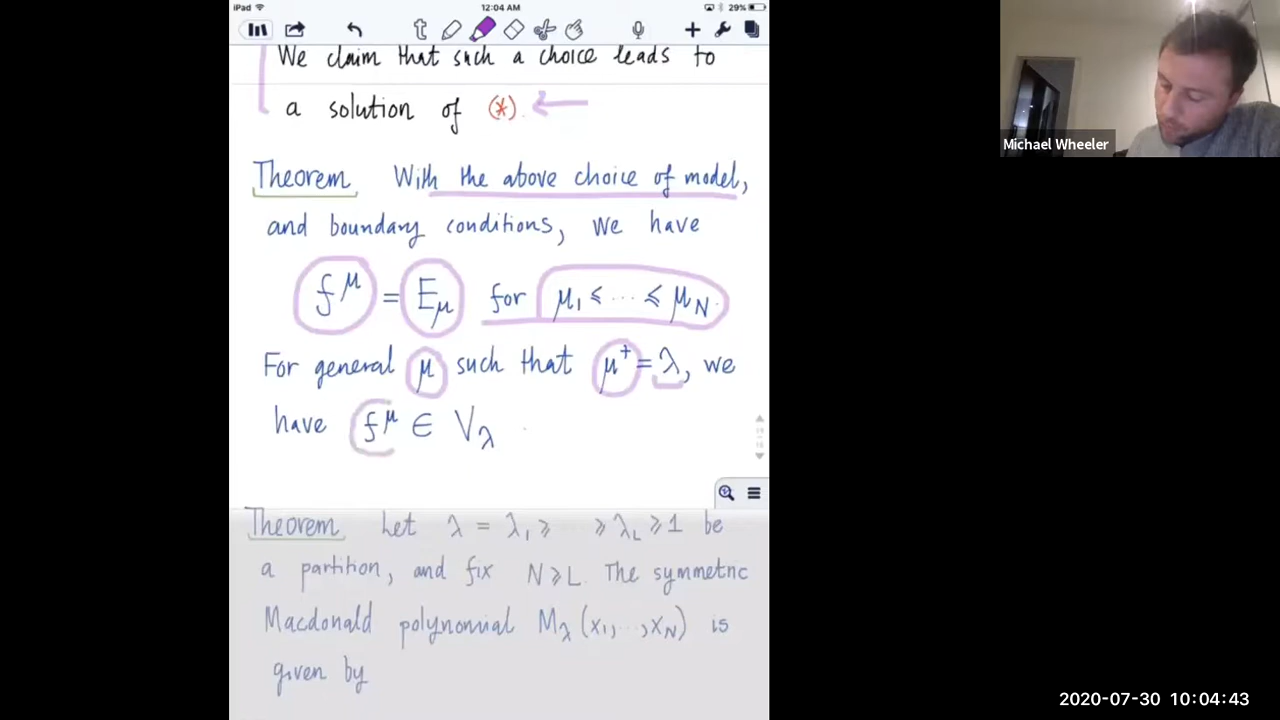 iPad
12:04 AM
29%
We claim that such a choice leads to
a solution of (*).
Theorem With the above choice of model,
and boundary conditions, we have
f^μ = E_μ for μ_1 ≤ ... ≤ μ_N.
For general μ such that μ^+ = λ, we
have f^μ ∈ V_λ
Theorem Let λ = λ_1 ≥ ≥ λ_L ≥ 1 be
a partition, and fix N ≥ L. The symmetric
Macdonald polynomial M_λ (x_1, ..., x_N) is
given by
Michael Wheeler
2020-07-30 10:04:43